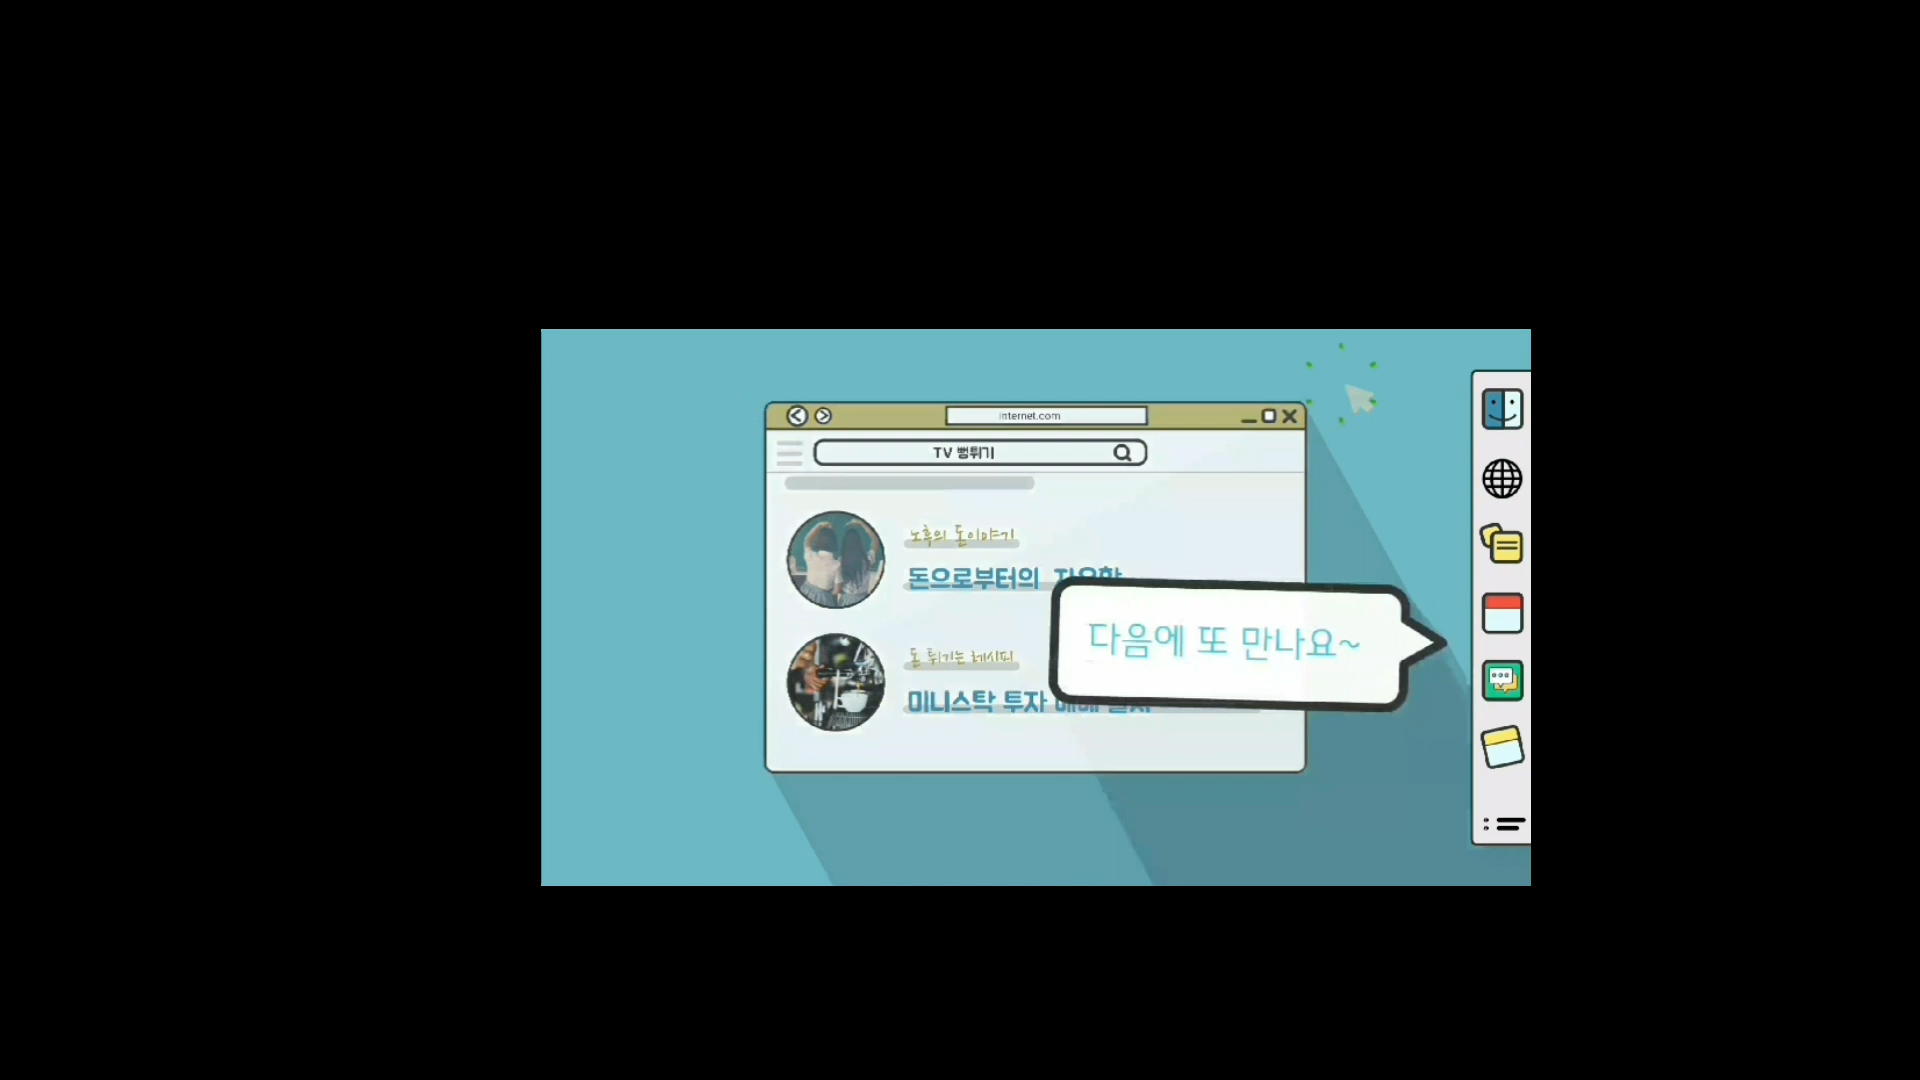 internet.com
TV 뻥튀기
노후의 돈이야기
돈으로부터의
돈 튀기는 레시피
미니스탁 투자
다음에 또 만나요~